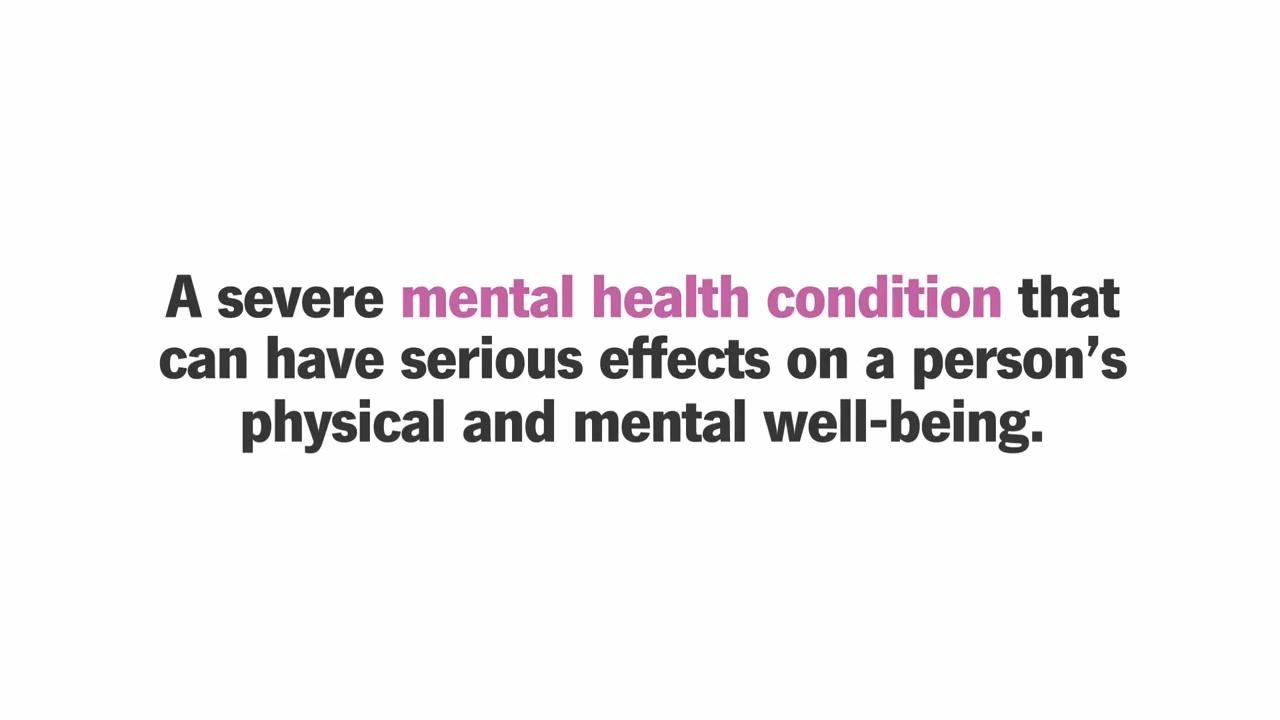 A severe mental health condition that
can have serious effects on a person’s
physical and mental well-being.